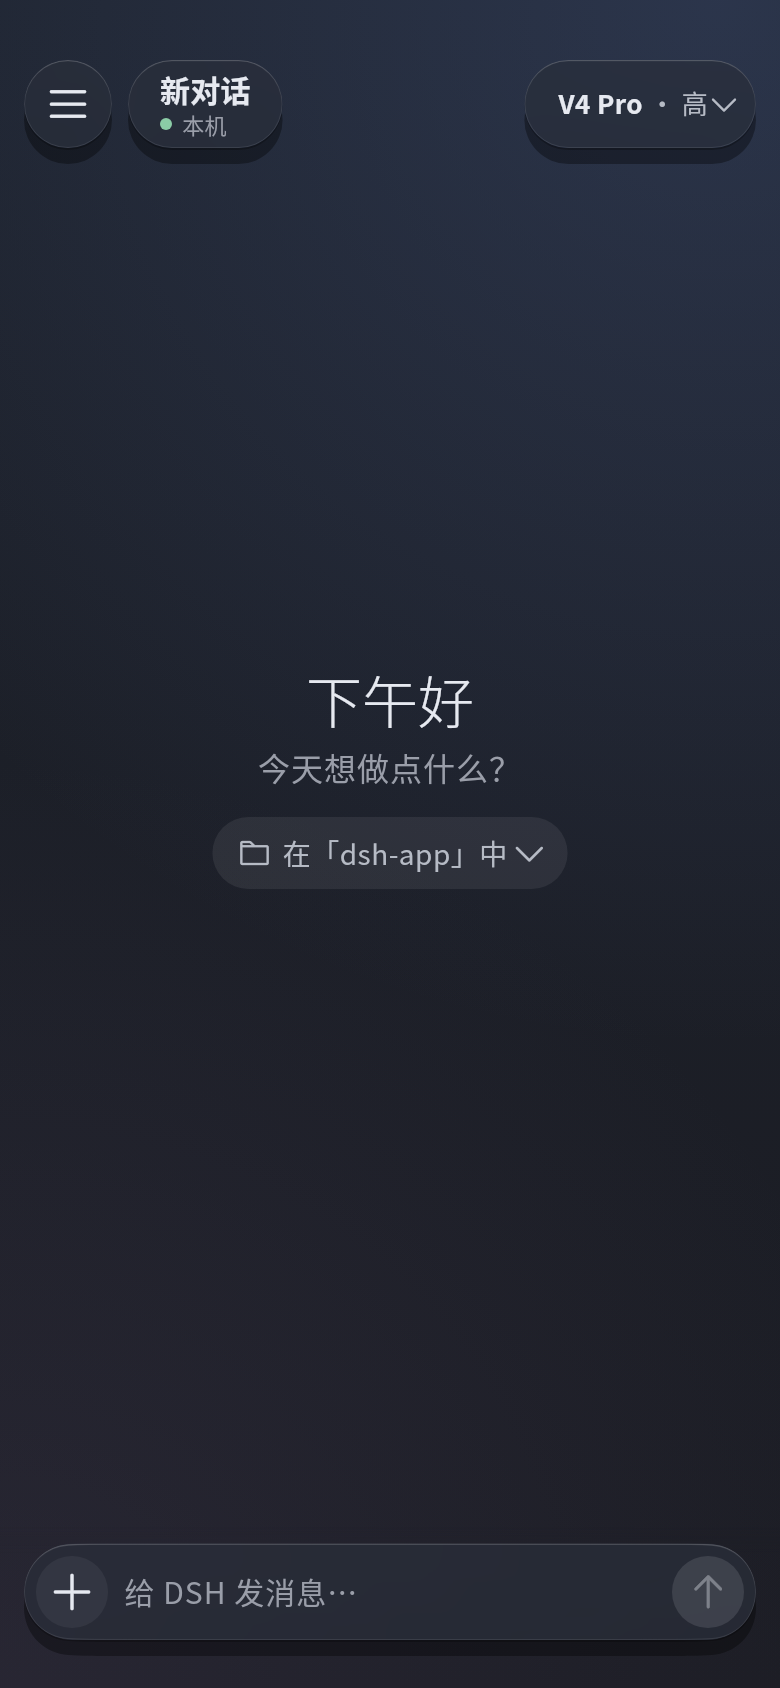 新对话
本机
V4 Pro · 高
下午好
今天想做点什么？
在「dsh-app」中
给 DSH 发消息…